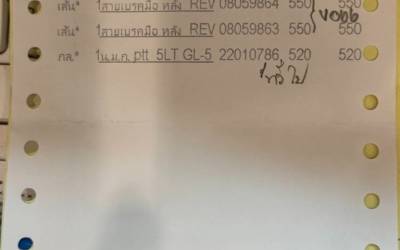 เส้น* 1สายเบรคมือ หลัง REV 08059864 550 550
เส้น* 1สายเบรคมือ หลัง REV 08059863 550 550
กล.* 1น.ม.ก. ptt 5LT GL-5 22010786 520 520